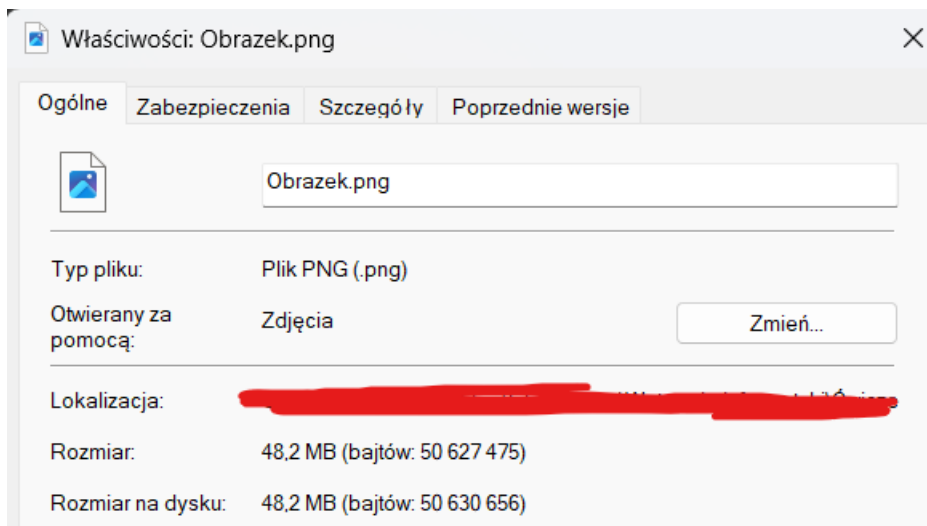 Właściwości: Obrazek.png
Ogólne Zabezpieczenia Szczegóły Poprzednie wersje
Obrazek.png
Typ pliku: Plik PNG (.png)
Otwierany za pomocą: Zdjęcia Zmień...
Lokalizacja:
Rozmiar: 48,2 MB (bajtów: 50 627 475)
Rozmiar na dysku: 48,2 MB (bajtów: 50 630 656)